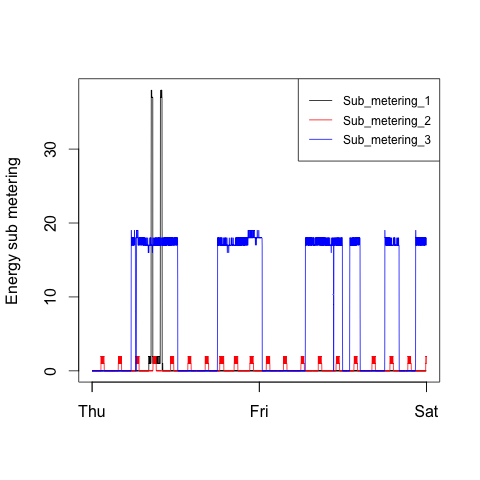 Energy sub metering
0
10
20
30
Thu
Fri
Sat
Sub_metering_1
Sub_metering_2
Sub_metering_3